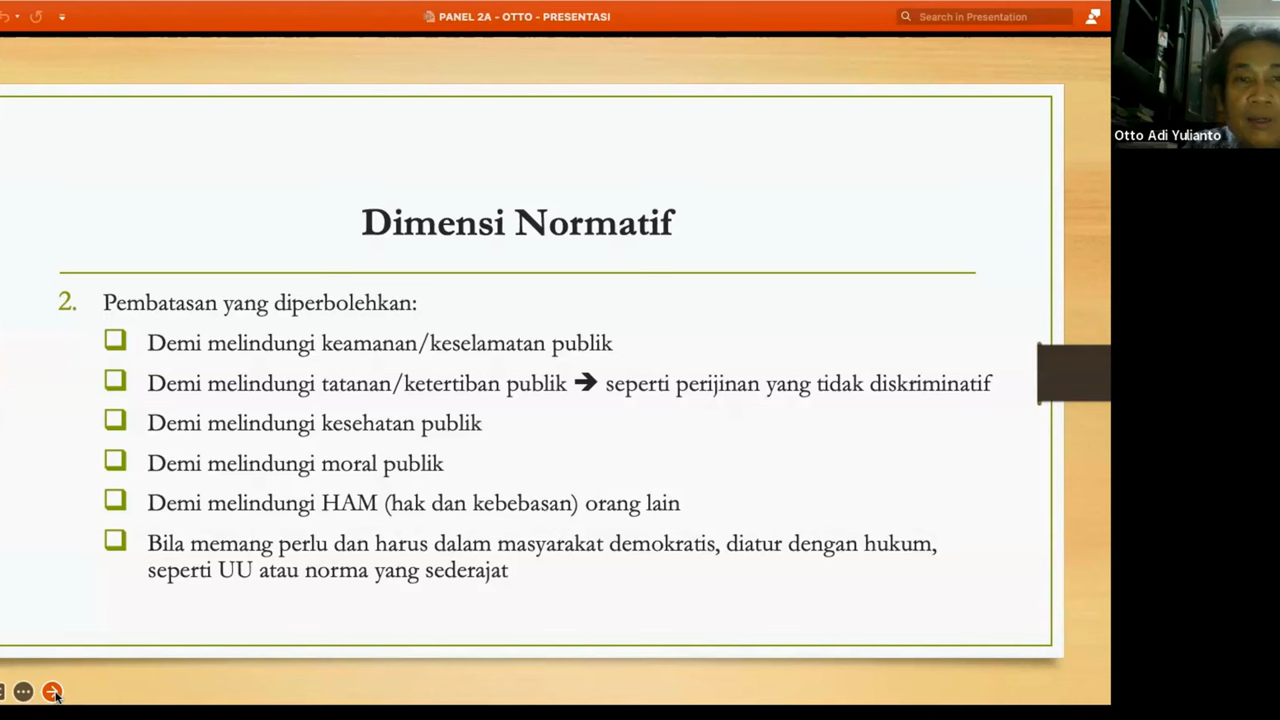 PANEL 2A - OTTO - PRESENTASI
Search in Presentation
Otto Adi Yulianto
Dimensi Normatif
2. Pembatasan yang diperbolehkan:
Demi melindungi keamanan/keselamatan publik
Demi melindungi tatanan/ketertiban publik ➔ seperti perijinan yang tidak diskriminatif
Demi melindungi kesehatan publik
Demi melindungi moral publik
Demi melindungi HAM (hak dan kebebasan) orang lain
Bila memang perlu dan harus dalam masyarakat demokratis, diatur dengan hukum,
seperti UU atau norma yang sederajat